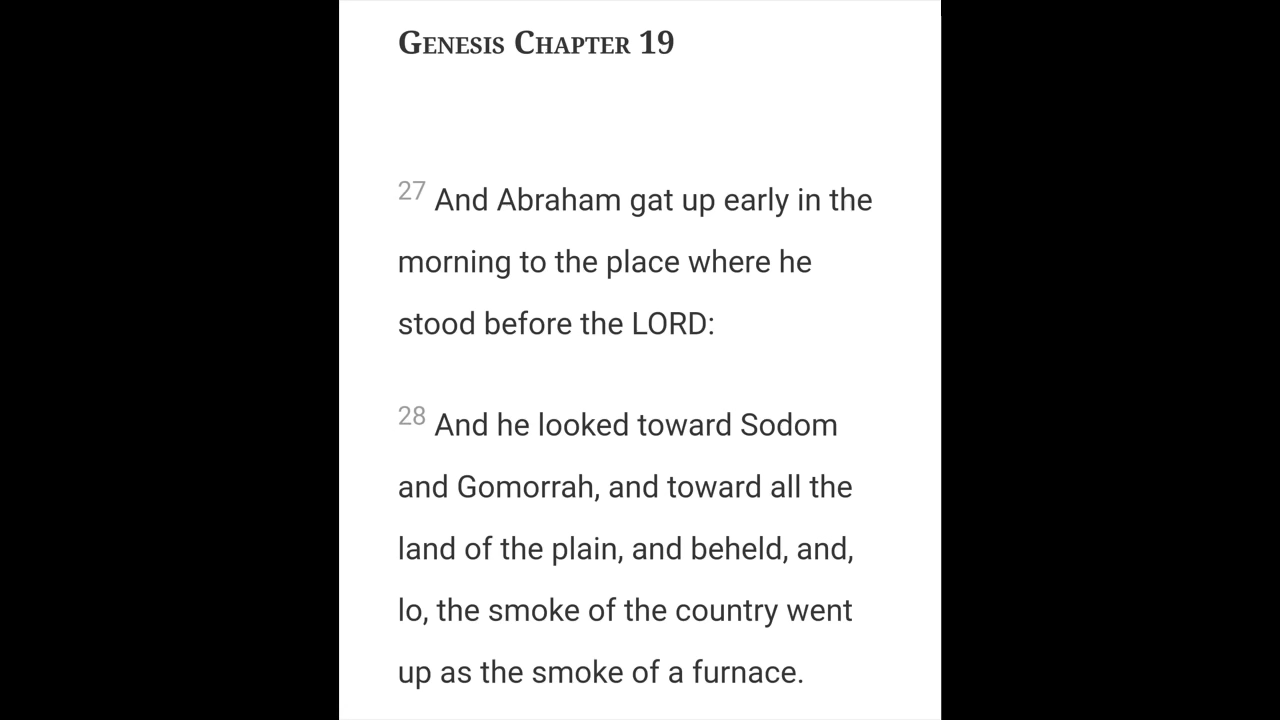 Genesis Chapter 19
27 And Abraham gat up early in the
morning to the place where he
stood before the LORD:
28 And he looked toward Sodom
and Gomorrah, and toward all the
land of the plain, and beheld, and,
lo, the smoke of the country went
up as the smoke of a furnace.